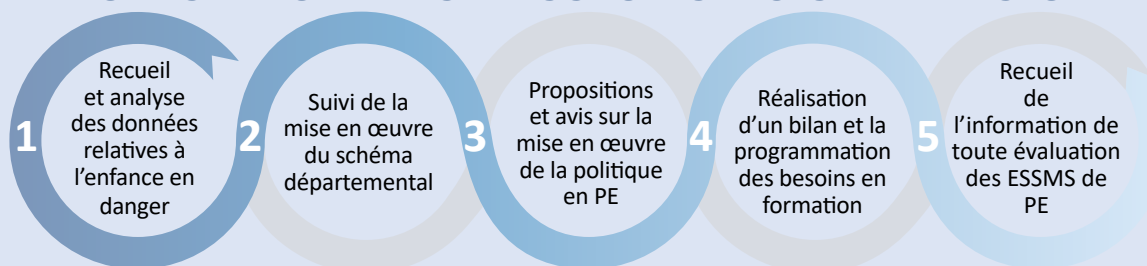 1
Recueil
et analyse
des données
relatives à
l'enfance en
danger
2
Suivi de la
mise en œuvre
du schéma
départemental
3
Propositions
et avis sur la
mise en œuvre
de la politique
en PE
4
Réalisation
d'un bilan et la
programmation
des besoins en
formation
5
Recueil
de
l'information de
toute évaluation
des ESSMS de
PE